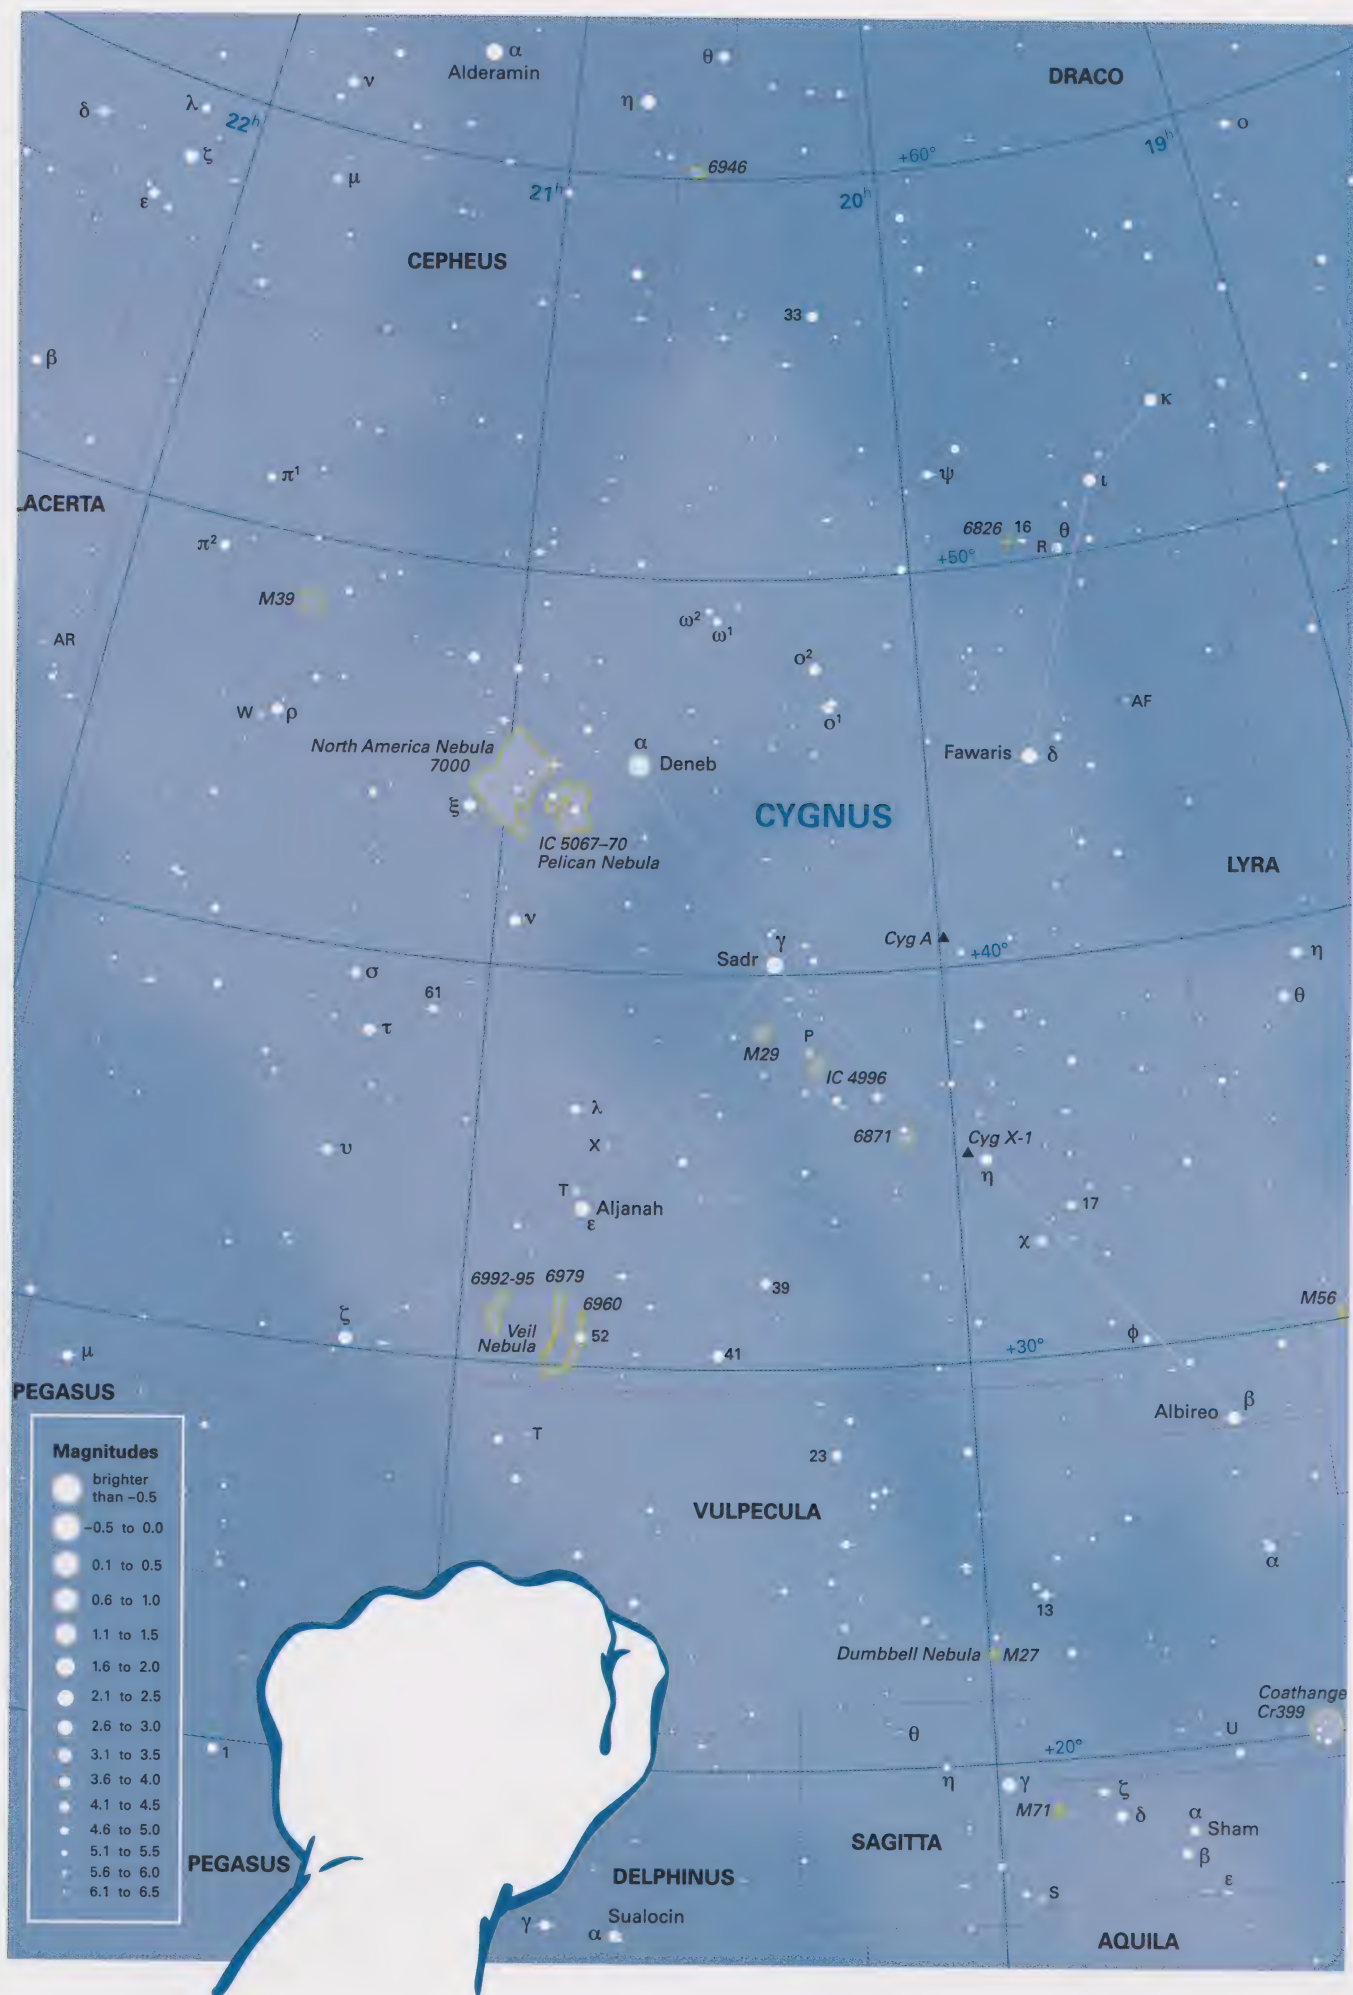 α
Alderamin
θ
DRACO
ν
δ
λ
22h
η
ο
19h
ζ
+60°
6946
μ
21h
20h
ε
CEPHEUS
33
β
κ
π1
ψ
ι
LACERTA
6826 16 θ
R
π2
+50°
M39
ω2
ω1
AR
ο2
AF
W ρ
ο1
North America Nebula
7000
α
Deneb
Fawaris δ
ξ
CYGNUS
IC 5067–70
Pelican Nebula
LYRA
ν
γ
Sadr
Cyg A
+40°
η
σ
61
θ
τ
P
M29
IC 4996
λ
6871
Cyg X-1
X
υ
η
T
Aljanah
ε
17
χ
6992-95 6979
39
6960
M56
ζ
Veil
Nebula
52
φ
+30°
μ
41
PEGASUS
β
Albireo
T
23
VULPECULA
α
13
Dumbbell Nebula M27
Coathange
Cr399
θ
U
1
+20°
η
γ
ζ
M71
δ
α
Sham
SAGITTA
β
PEGASUS
DELPHINUS
ε
S
γ
Sualocin
α
AQUILA
Magnitudes
brighter
than –0.5
–0.5 to 0.0
0.1 to 0.5
0.6 to 1.0
1.1 to 1.5
1.6 to 2.0
2.1 to 2.5
2.6 to 3.0
3.1 to 3.5
3.6 to 4.0
4.1 to 4.5
4.6 to 5.0
5.1 to 5.5
5.6 to 6.0
6.1 to 6.5